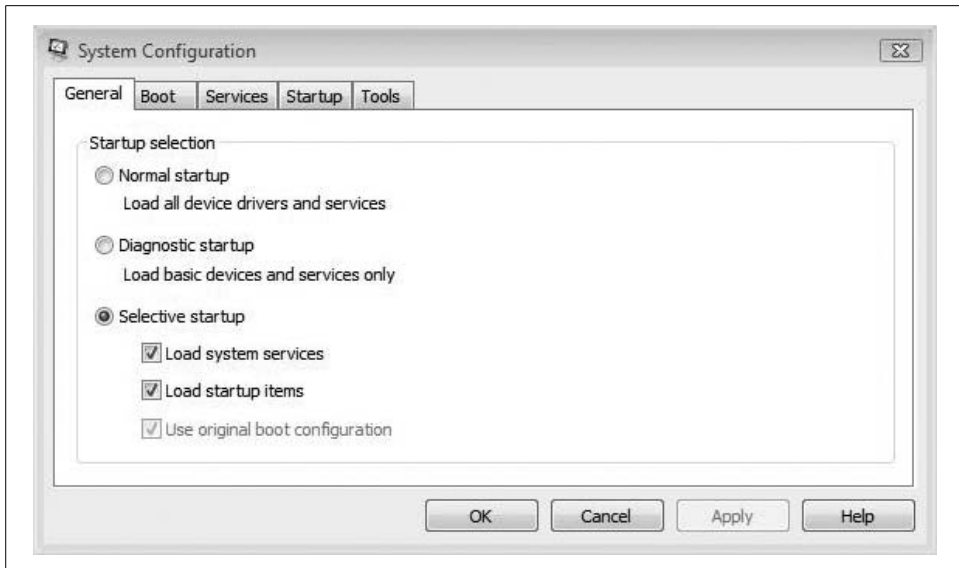 System Configuration
General Boot Services Startup Tools
Startup selection
Normal startup
Load all device drivers and services
Diagnostic startup
Load basic devices and services only
Selective startup
Load system services
Load startup items
Use original boot configuration
OK Cancel Apply Help